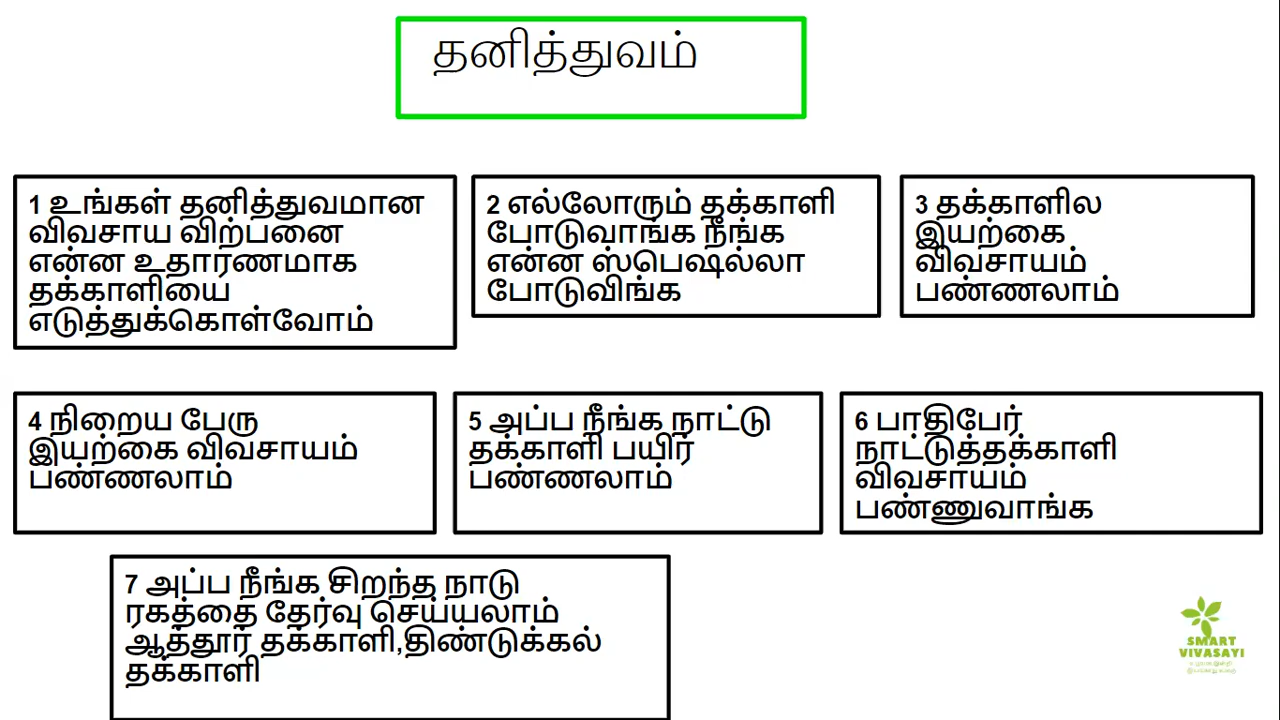 தனித்துவம்
1 உங்கள் தனித்துவமான
விவசாய விற்பனை
என்ன உதாரணமாக
தக்காளியை
எடுத்துக்கொள்வோம்
2 எல்லோரும் தக்காளி
போடுவாங்க நீங்க
என்ன ஸ்பெஷல்லா
போடுவிங்க
3 தக்காளில
இயற்கை
விவசாயம்
பண்ணலாம்
4 நிறைய பேரு
இயற்கை விவசாயம்
பண்ணலாம்
5 அப்ப நீங்க நாட்டு
தக்காளி பயிர்
பண்ணலாம்
6 பாதிபேர்
நாட்டுத்தக்காளி
விவசாயம்
பண்ணுவாங்க
7 அப்ப நீங்க சிறந்த நாடு
ரகத்தை தேர்வு செய்யலாம்
ஆத்தூர் தக்காளி,திண்டுக்கல்
தக்காளி
SMART
VIVASAYI